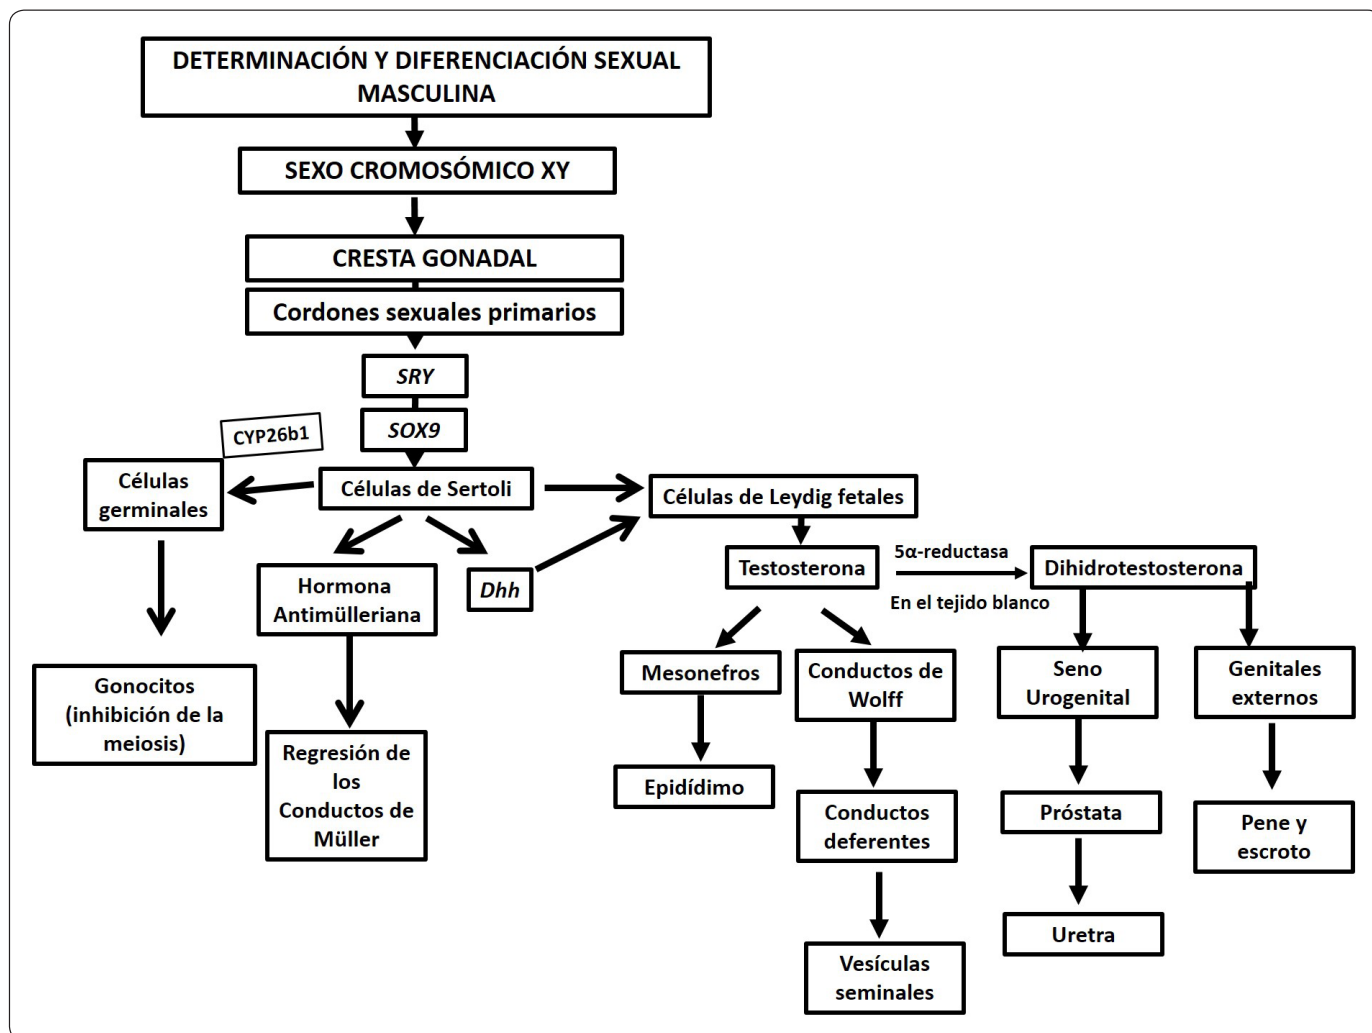 DETERMINACIÓN Y DIFERENCIACIÓN SEXUAL
MASCULINA
SEXO CROMOSÓMICO XY
CRESTA GONADAL
Cordones sexuales primarios
SRY
SOX9
CYP26b1
Células
germinales
Células de Sertoli
Células de Leydig fetales
Hormona
Antimülleriana
Dhh
Testosterona
5α-reductasa
En el tejido blanco
Dihidrotestosterona
Gonocitos
(inhibición de la
meiosis)
Regresión de
los
Conductos de
Müller
Mesonefros
Conductos de
Wolff
Seno
Urogenital
Genitales
externos
Epidídimo
Conductos
deferentes
Próstata
Pene y
escroto
Vesículas
seminales
Uretra